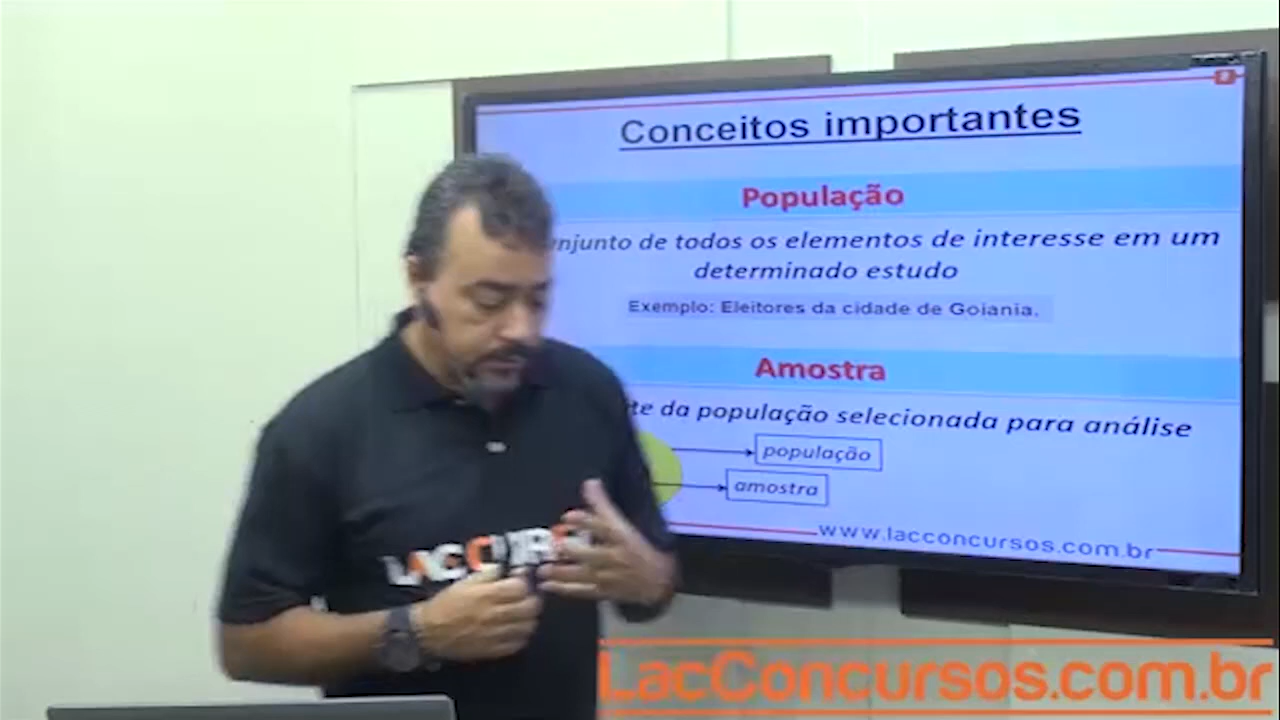 Conceitos importantes
População
njunto de todos os elementos de interesse em um
determinado estudo
Exemplo: Eleitores da cidade de Goiania.
Amostra
te da população selecionada para análise
população
amostra
www.lacconcursos.com.br
LacConcursos.com.br